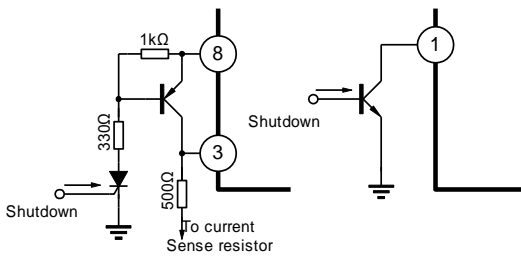 1kΩ
8
1
Shutdown
330Ω
3
500Ω
Shutdown
To current
Sense resistor